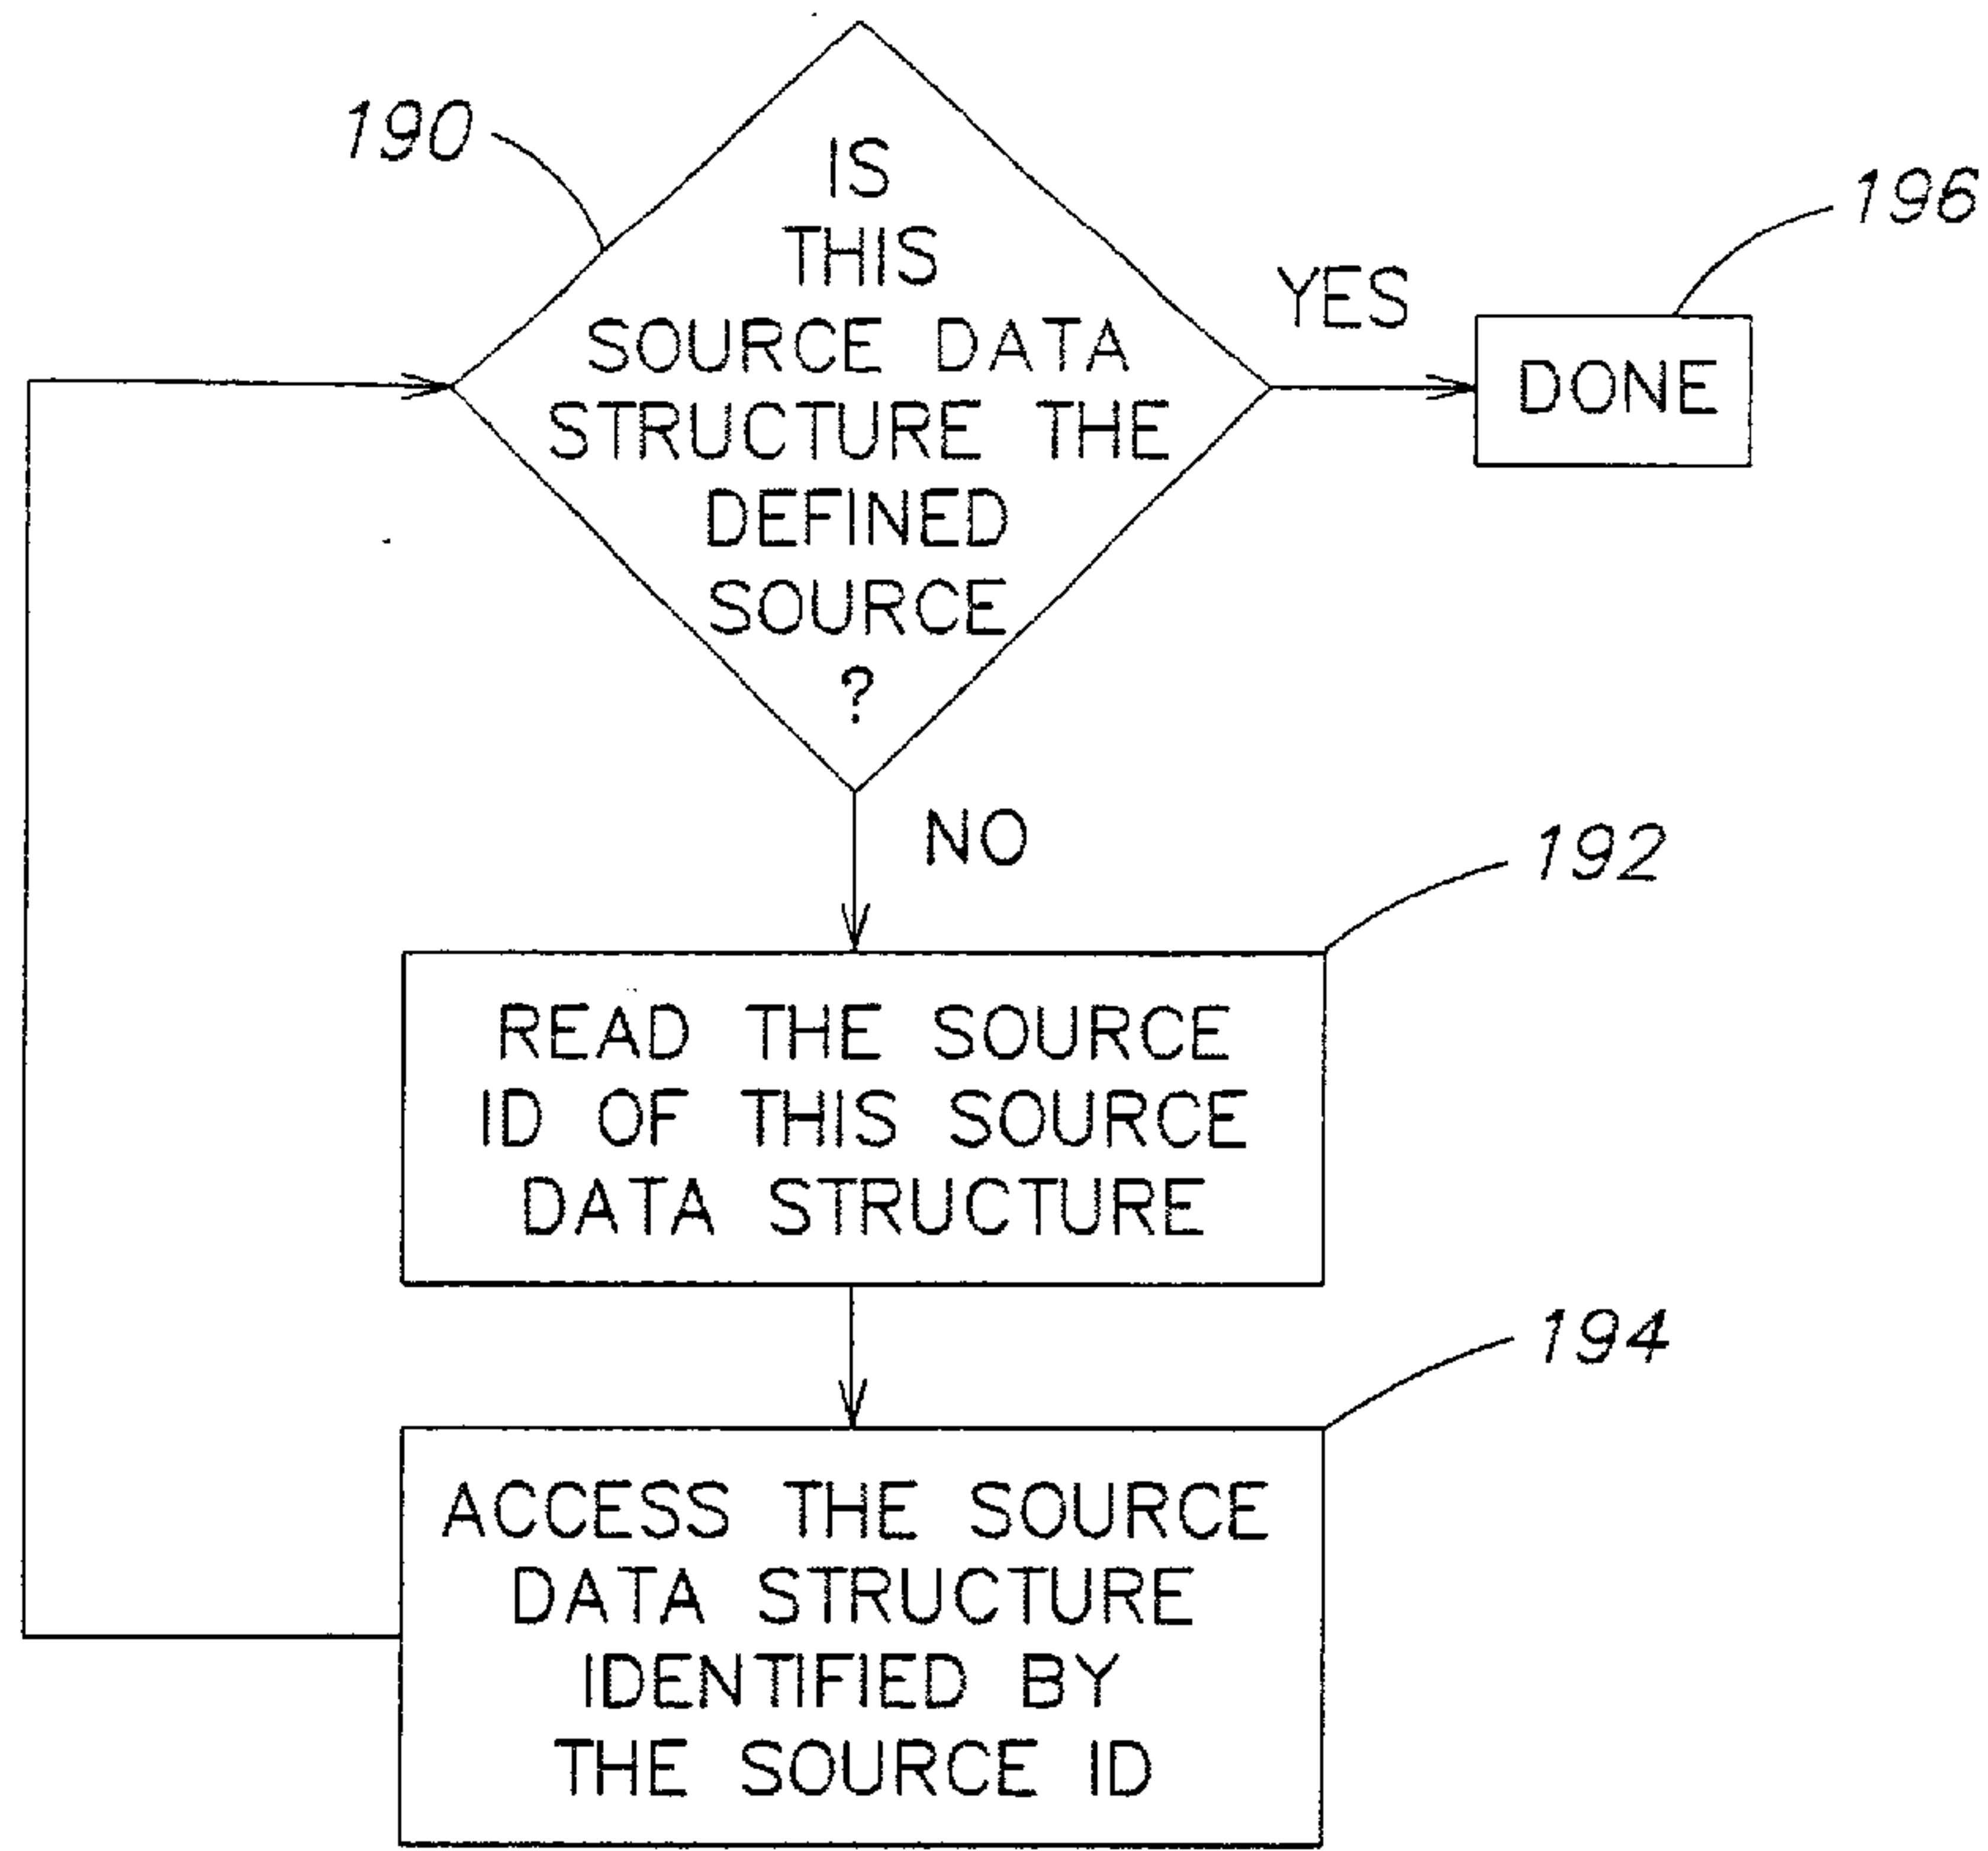 190
IS
THIS
SOURCE DATA
STRUCTURE THE
DEFINED
SOURCE
?
YES
196
DONE
NO
192
READ THE SOURCE
ID OF THIS SOURCE
DATA STRUCTURE
194
ACCESS THE SOURCE
DATA STRUCTURE
IDENTIFIED BY
THE SOURCE ID